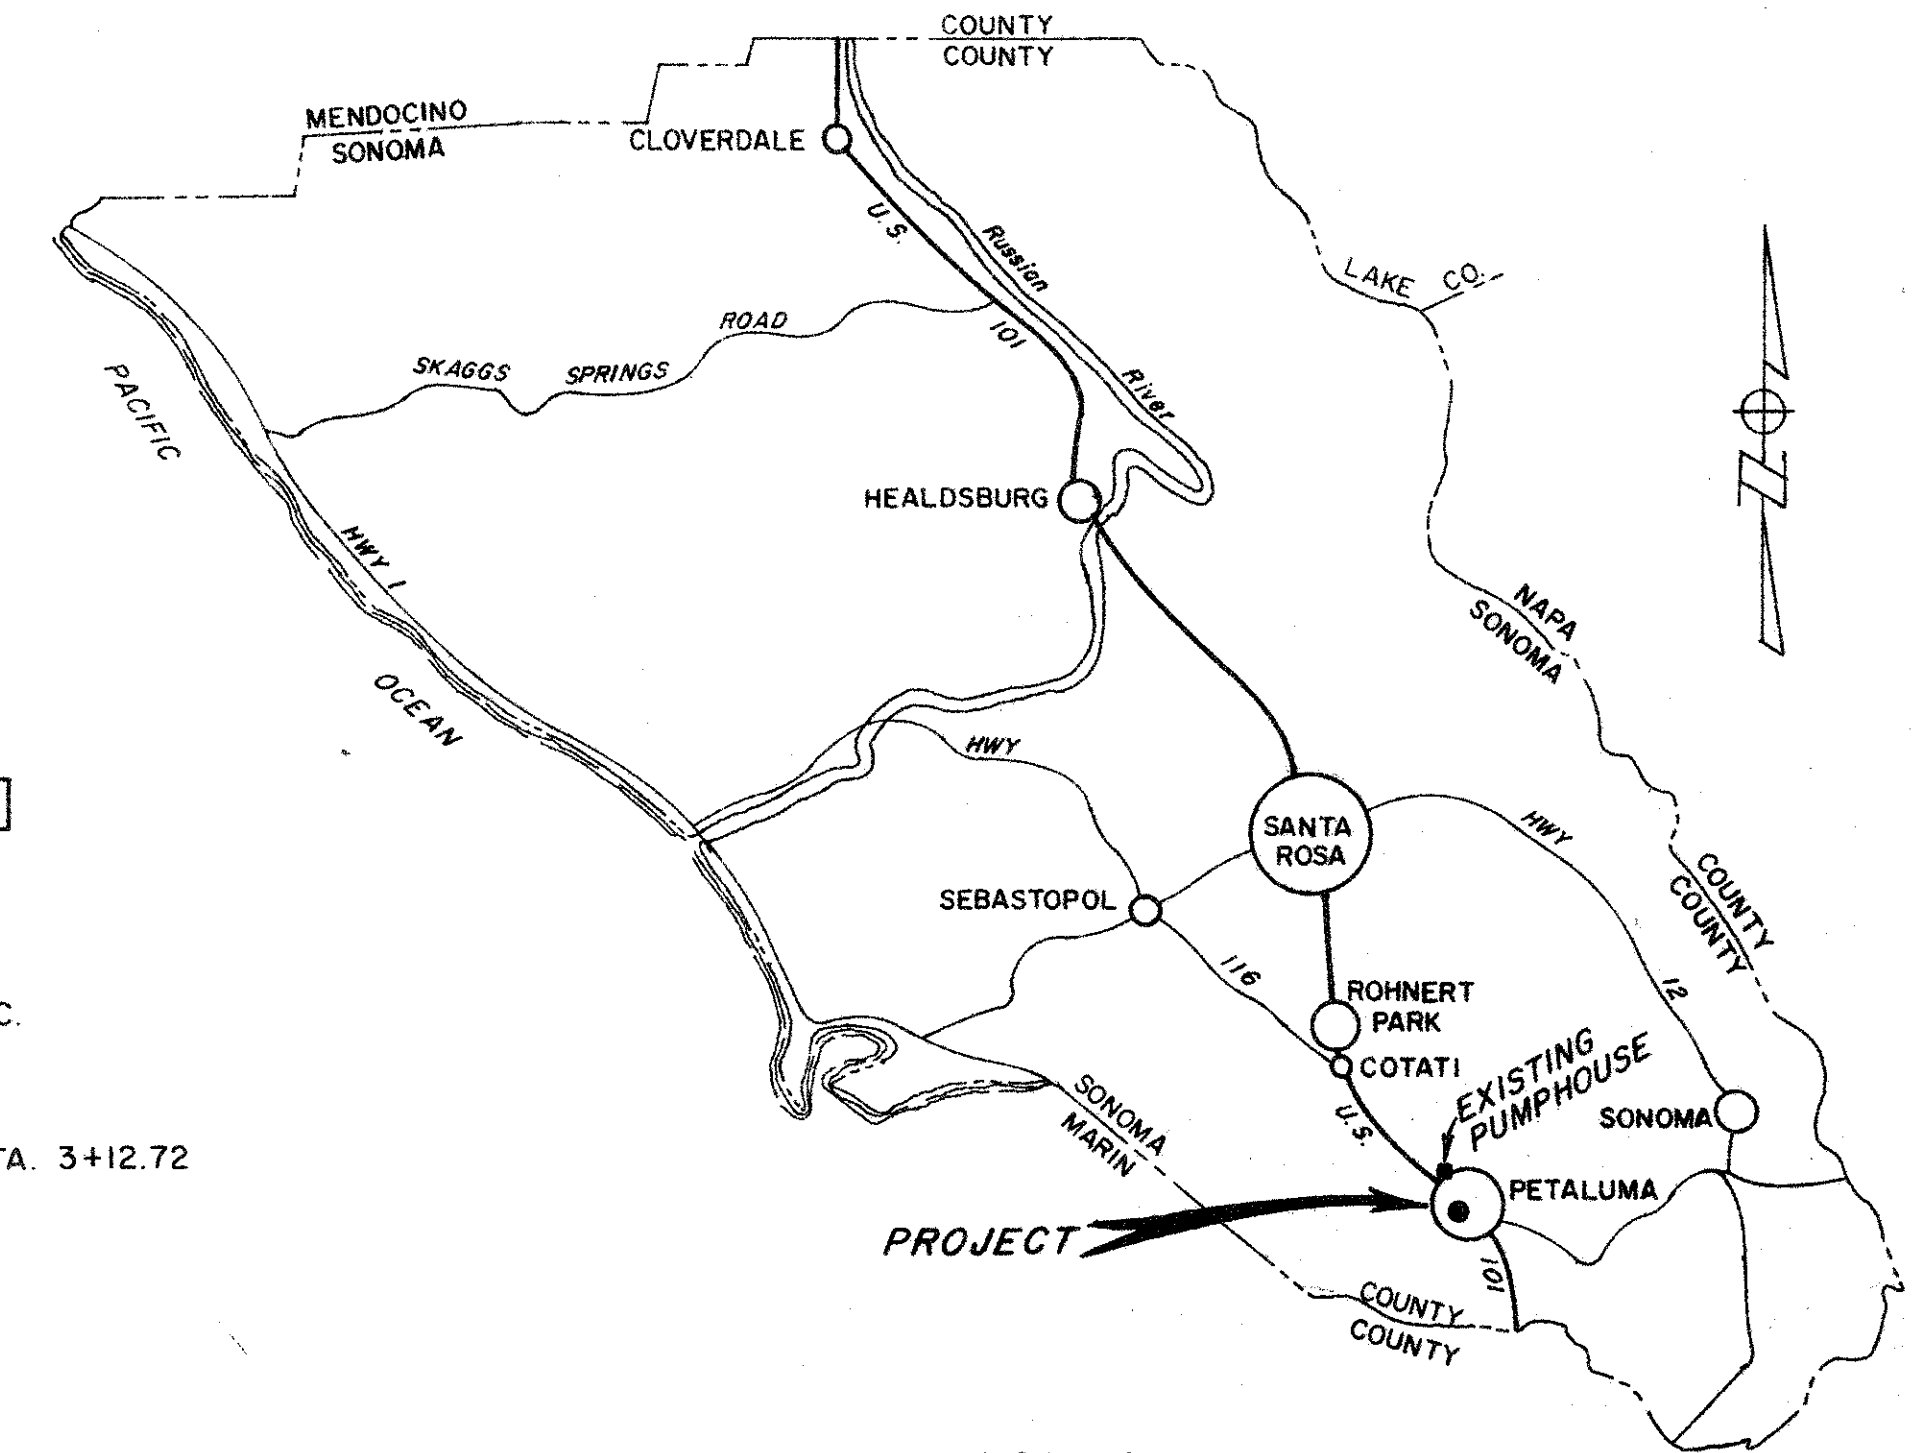 COUNTY
COUNTY
MENDOCINO
SONOMA
CLOVERDALE
U.S.
Russian
LAKE CO.
ROAD
101
SKAGGS SPRINGS
River
PACIFIC
HEALDSBURG
N
HWY 1
NAPA
SONOMA
OCEAN
HWY
SANTA
ROSA
HWY
SEBASTOPOL
COUNTY
COUNTY
116
12
ROHNERT
PARK
COTATI
EXISTING
PUMPHOUSE
SONOMA
MARIN
U.S.
SONOMA
C.
TA. 3+12.72
PETALUMA
PROJECT
101
COUNTY
COUNTY